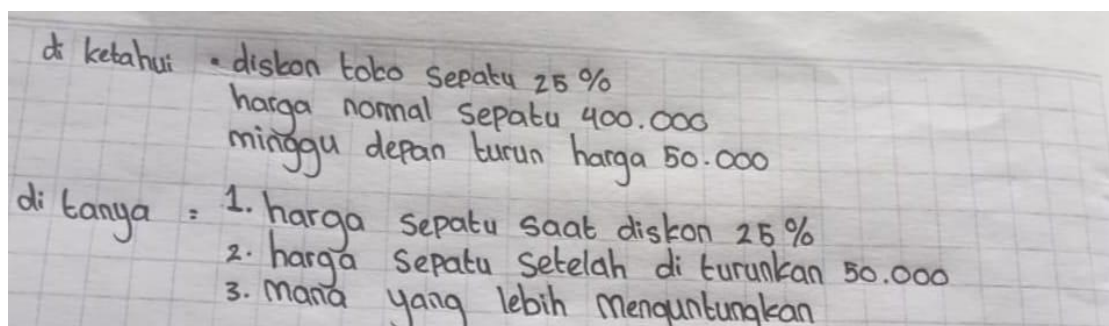 di ketahui • diskon toko sepatu 25 %
harga normal sepatu 400.000
minggu depan turun harga 50.000
di tanya = 1. harga sepatu saat diskon 25 %
2. harga sepatu setelah di turunkan 50.000
3. mana yang lebih menguntungkan